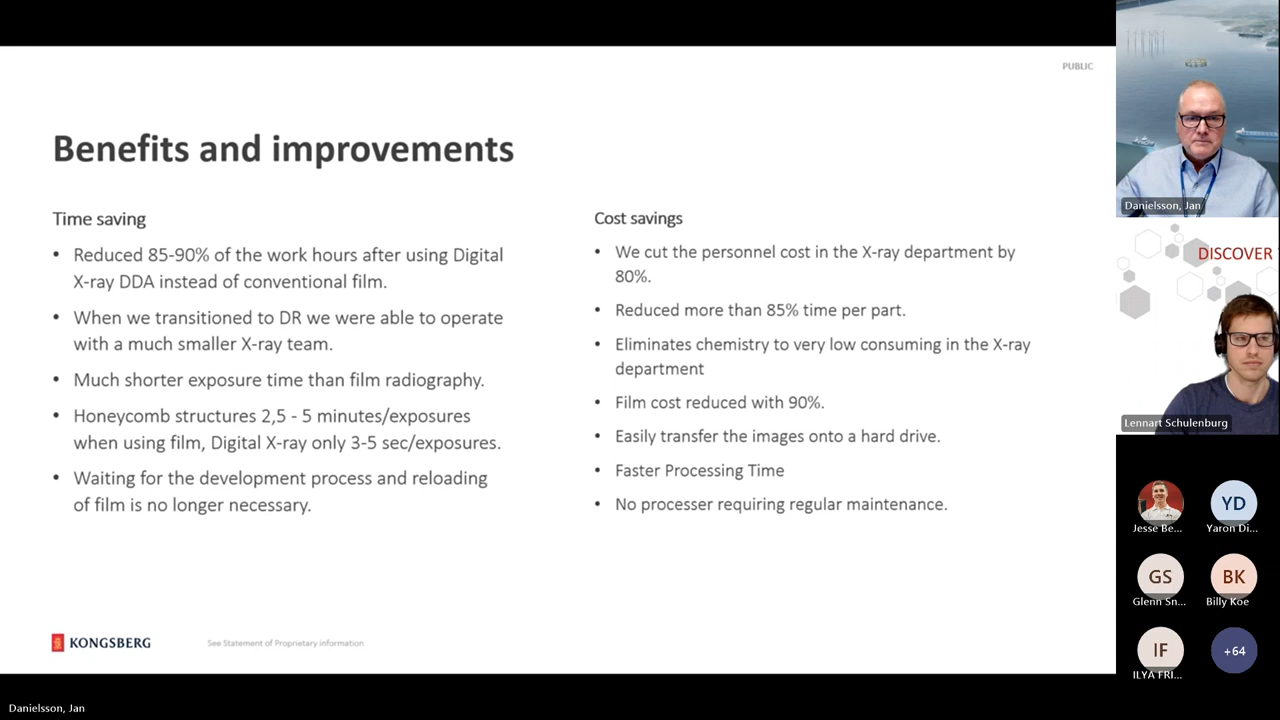 PUBLIC
Benefits and improvements
Time saving
• Reduced 85-90% of the work hours after using Digital
X-ray DDA instead of conventional film.
• When we transitioned to DR we were able to operate
with a much smaller X-ray team.
• Much shorter exposure time than film radiography.
• Honeycomb structures 2,5 - 5 minutes/exposures
when using film, Digital X-ray only 3-5 sec/exposures.
• Waiting for the development process and reloading
of film is no longer necessary.
Cost savings
• We cut the personnel cost in the X-ray department by
80%.
• Reduced more than 85% time per part.
• Eliminates chemistry to very low consuming in the X-ray
department
• Film cost reduced with 90%.
• Easily transfer the images onto a hard drive.
• Faster Processing Time
• No processer requiring regular maintenance.
KONGSBERG
See Statement of Proprietary information
Danielsson, Jan
DISCOVER
Lennart Schulenburg
Jesse Be...
YD
Yaron Di...
GS
Glenn Sn...
BK
Billy Koe
IF
ILYA FRI...
+64
Danielsson, Jan